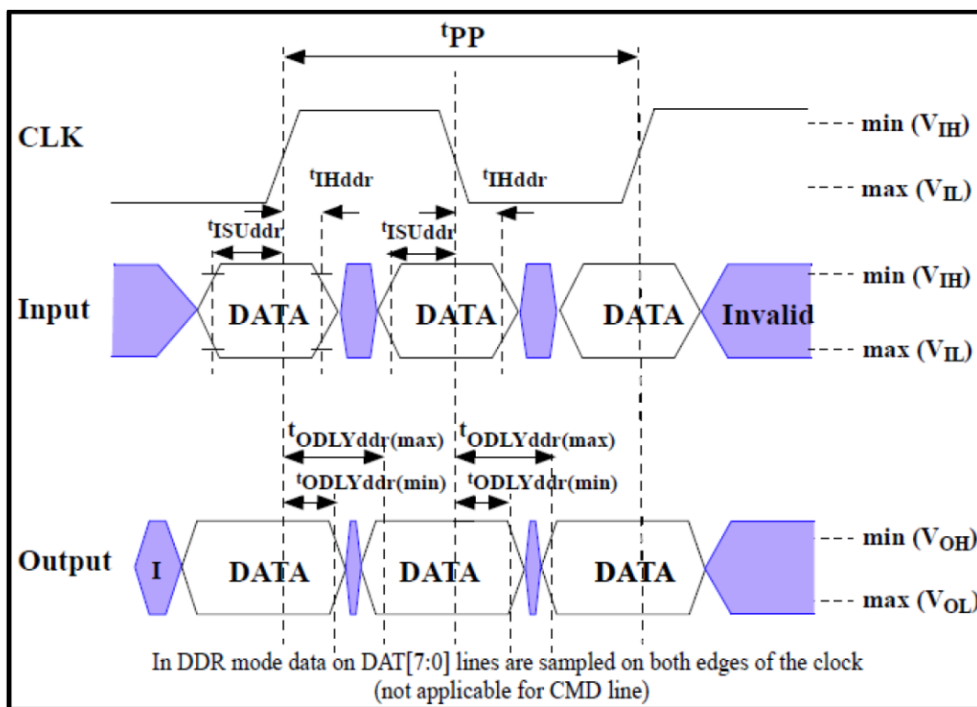 tPP
CLK
min (VIH)
max (VIL)
tIHddr
tIHddr
tISUddr
tISUddr
Input
DATA
DATA
DATA
Invalid
min (VIH)
max (VIL)
tODLYddr(max)
tODLYddr(max)
tODLYddr(min)
tODLYddr(min)
Output
I
DATA
DATA
DATA
min (VOH)
max (VOL)
In DDR mode data on DAT[7:0] lines are sampled on both edges of the clock
(not applicable for CMD line)